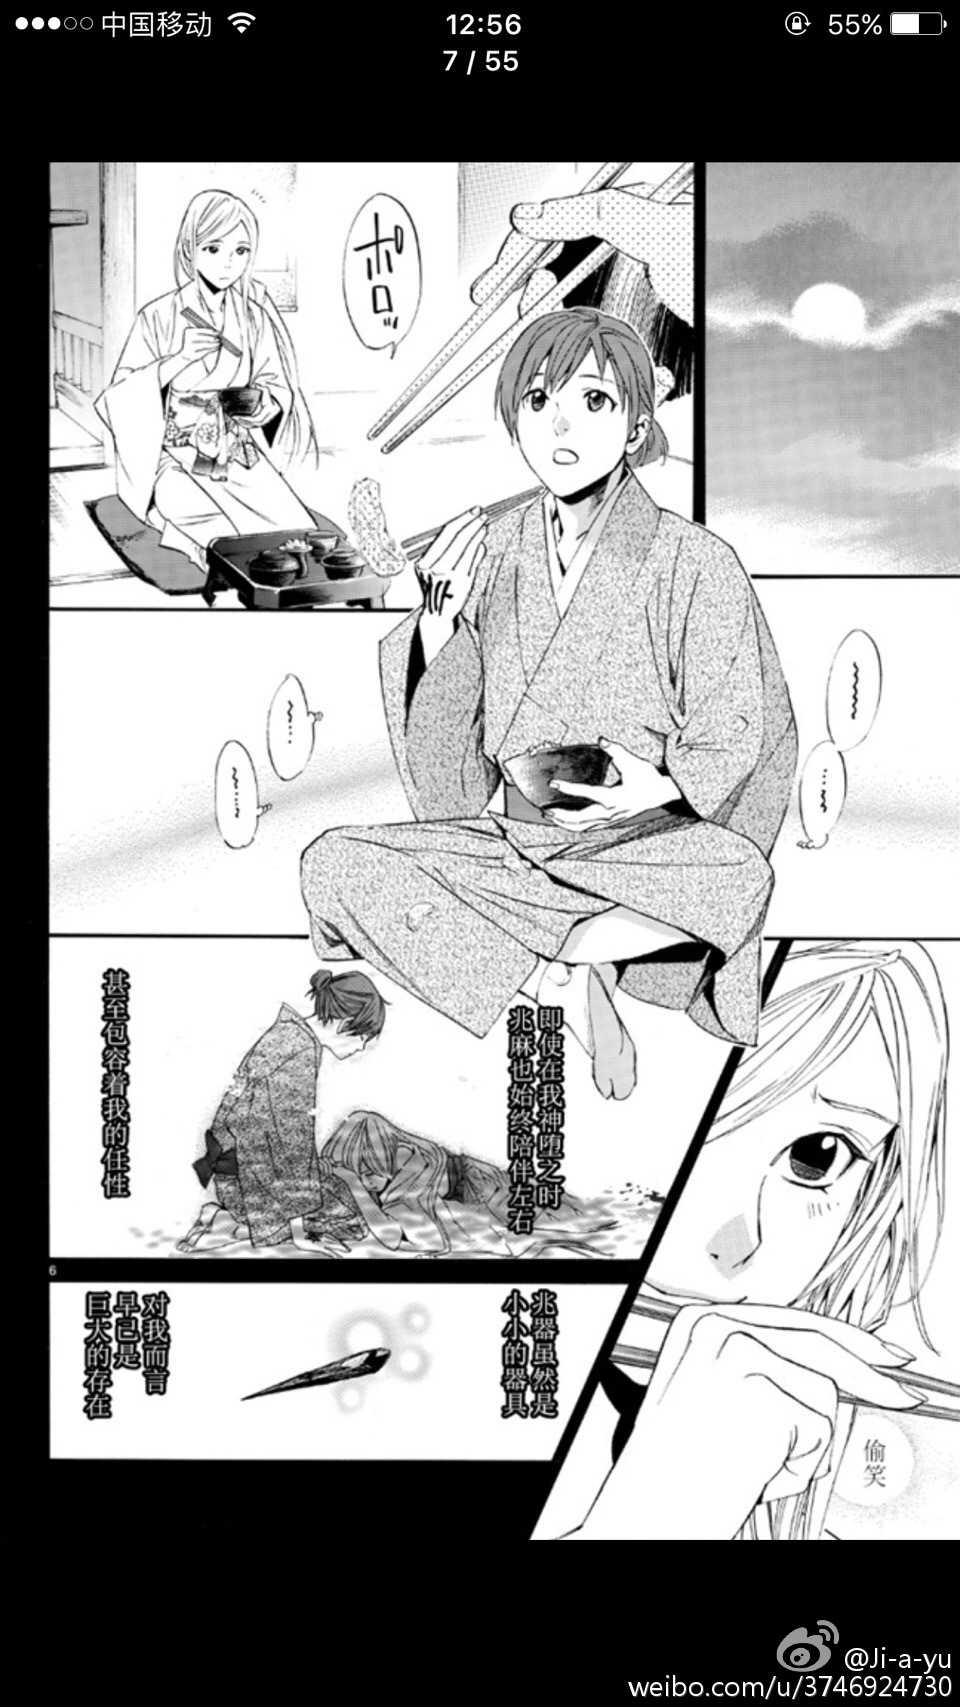 中国移动 12:56 55%
7 / 55
ポロッ
即使在我神堕之时
兆麻也始终陪伴左右
甚至包容着我的任性
偷笑
6
兆器虽然是
小小的器具
对我而言
早已是
巨大的存在
@Ji-a-yu
weibo.com/u/3746924730